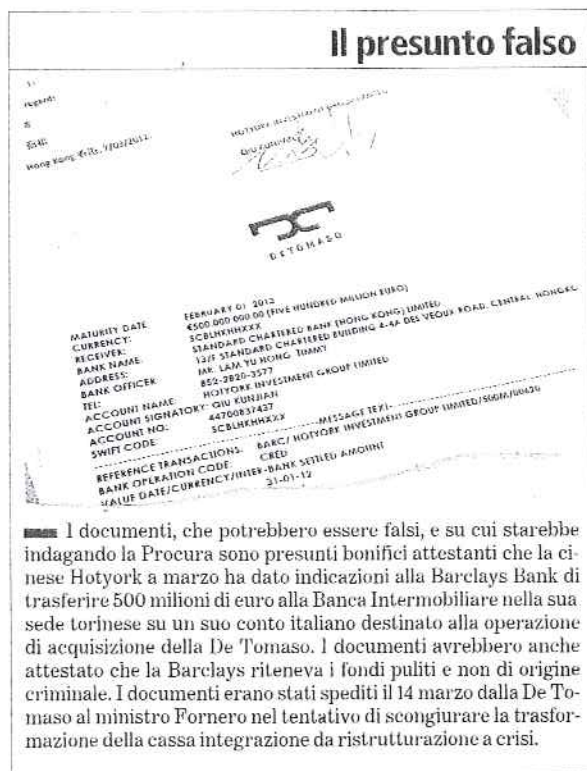 Il presunto falso
regards
Hong Kong
7/03/2012.
DETOMASO
MATURITY DATE: FEBRUARY 01 2013
CURRENCY: €500.000.000.00 (FIVE HUNDRED MILLION EURO)
RECEIVER: SCBLHKHHXXX
BANK NAME: STANDARD CHARTERED BANK (HONG KONG) LIMITED
ADDRESS: 13/F STANDARD CHARTERED BUILDING 4-4A DES VEOUX ROAD. CENTRAL. HONGKO
BANK OFFICER: MR. LAM YU HONG TIMMY
TEL: 852-2820-3577
ACCOUNT NAME: HOTYORK INVESTMENT GROUP LIMITED
ACCOUNT SIGNATORY: QIU KUNJIAN
ACCOUNT NO: 44700837437
SWIFT CODE: SCBLHKHHXXX
MESSAGE TEXT
REFERENCE TRANSACTIONS: BARC/ HOTYORK INVESTMENT GROUP LIMITED/500M/00420
BANK OPERATION CODE: CRED
VALUE DATE/CURRENCY/INTER-BANK SETTLED AMOUNT
31-01-12
I documenti, che potrebbero essere falsi, e su cui starebbe
indagando la Procura sono presunti bonifici attestanti che la ci-
nese Hotyork a marzo ha dato indicazioni alla Barclays Bank di
trasferire 500 milioni di euro alla Banca Intermobiliare nella sua
sede torinese su un suo conto italiano destinato alla operazione
di acquisizione della De Tomaso. I documenti avrebbero anche
attestato che la Barclays riteneva i fondi puliti e non di origine
criminale. I documenti erano stati spediti il 14 marzo dalla De To-
maso al ministro Fornero nel tentativo di scongiurare la trasfor-
mazione della cassa integrazione da ristrutturazione a crisi.